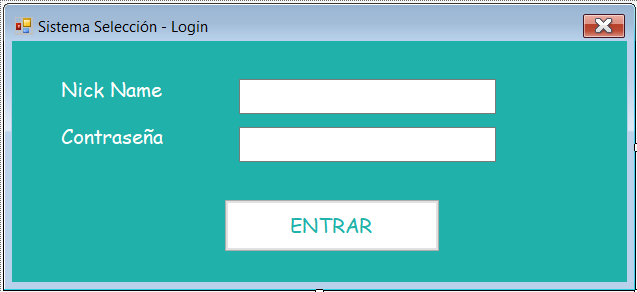 Sistema Selección - Login
Nick Name
Contraseña
ENTRAR